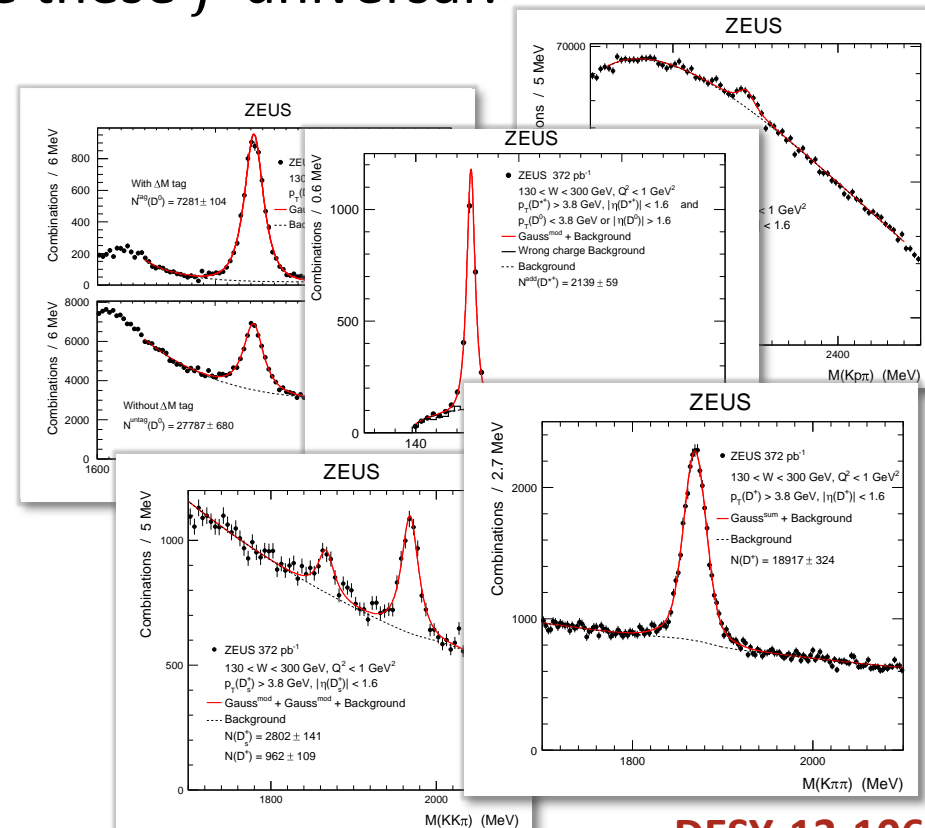 these f universal?
ZEUS
70000
5 MeV
< 1 GeV²
< 1.6
2400
M(Kpπ) (MeV)
ZEUS
Combinations / 6 MeV
800
600
400
200
0
With ΔM tag
N^tag(D⁰) = 7281 ± 104
Combinations / 6 MeV
8000
6000
4000
2000
0
Without ΔM tag
N^untag(D⁰) = 27787 ± 680
1600
ZEUS
Combinations / 0.6 MeV
1000
500
0
140
ZEUS 372 pb⁻¹
130 < W < 300 GeV, Q² < 1 GeV²
p_T(D*⁺) > 3.8 GeV, |η(D*⁺)| < 1.6 and
p_T(D⁰) < 3.8 GeV or |η(D⁰)| > 1.6
Gauss^mod + Background
Wrong charge Background
Background
N^add(D*⁺) = 2139 ± 59
ZEUS
Combinations / 5 MeV
1000
500
0
ZEUS 372 pb⁻¹
130 < W < 300 GeV, Q² < 1 GeV²
p_T(D_s⁺) > 3.8 GeV, |η(D_s⁺)| < 1.6
Gauss^mod + Gauss^mod + Background
Background
N(D_s⁺) = 2802 ± 141
N(D⁺) = 962 ± 109
1800 2000
M(KKπ) (MeV)
ZEUS
Combinations / 2.7 MeV
2000
1000
0
ZEUS 372 pb⁻¹
130 < W < 300 GeV, Q² < 1 GeV²
p_T(D⁺) > 3.8 GeV, |η(D⁺)| < 1.6
Gauss^sum + Background
Background
N(D⁺) = 18917 ± 324
1800 2000
M(Kππ) (MeV)